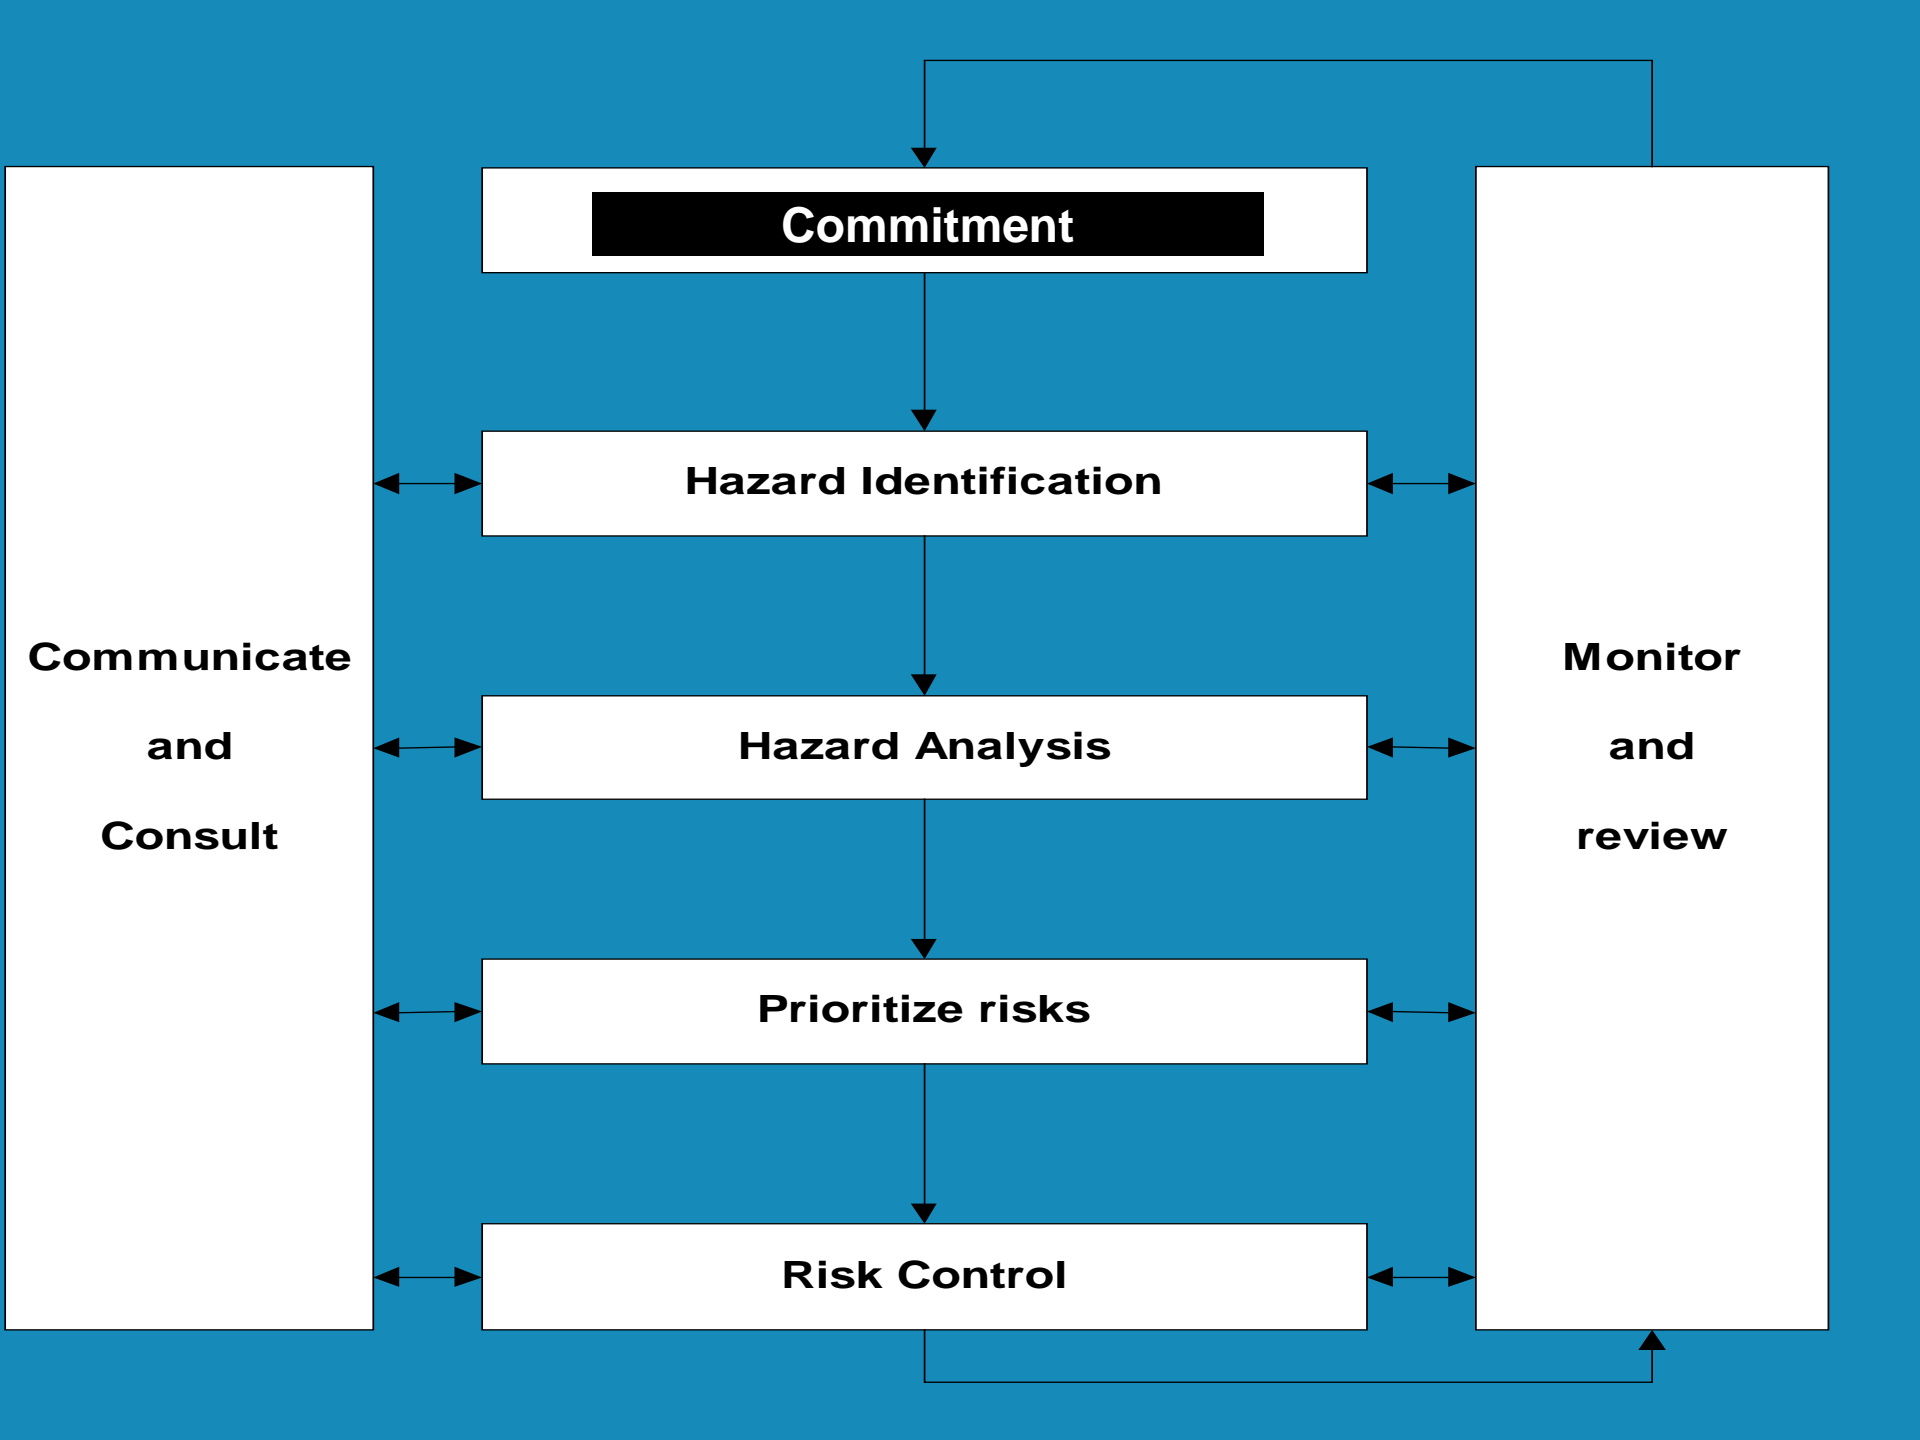 Commitment
Hazard Identification
Communicate
and
Consult
Hazard Analysis
Monitor
and
review
Prioritize risks
Risk Control